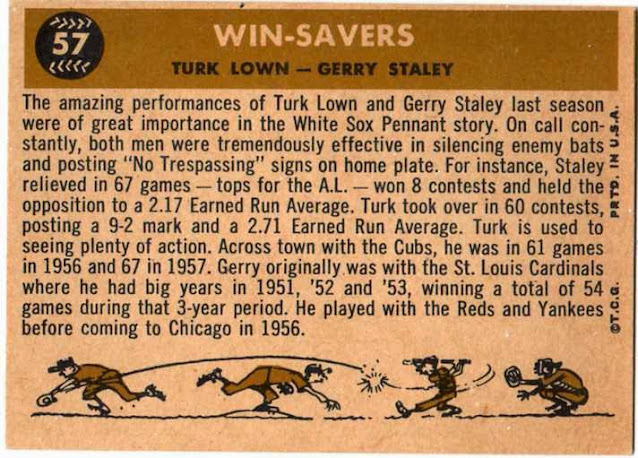 57
WIN-SAVERS
TURK LOWN — GERRY STALEY
The amazing performances of Turk Lown and Gerry Staley last season
were of great importance in the White Sox Pennant story. On call con-
stantly, both men were tremendously effective in silencing enemy bats
and posting "No Trespassing" signs on home plate. For instance, Staley
relieved in 67 games — tops for the A.L. — won 8 contests and held the
opposition to a 2.17 Earned Run Average. Turk took over in 60 contests,
posting a 9-2 mark and a 2.71 Earned Run Average. Turk is used to
seeing plenty of action. Across town with the Cubs, he was in 61 games
in 1956 and 67 in 1957. Gerry originally was with the St. Louis Cardinals
where he had big years in 1951, '52 and '53, winning a total of 54
games during that 3-year period. He played with the Reds and Yankees
before coming to Chicago in 1956.
©T.C.G. PRTD. IN U.S.A.